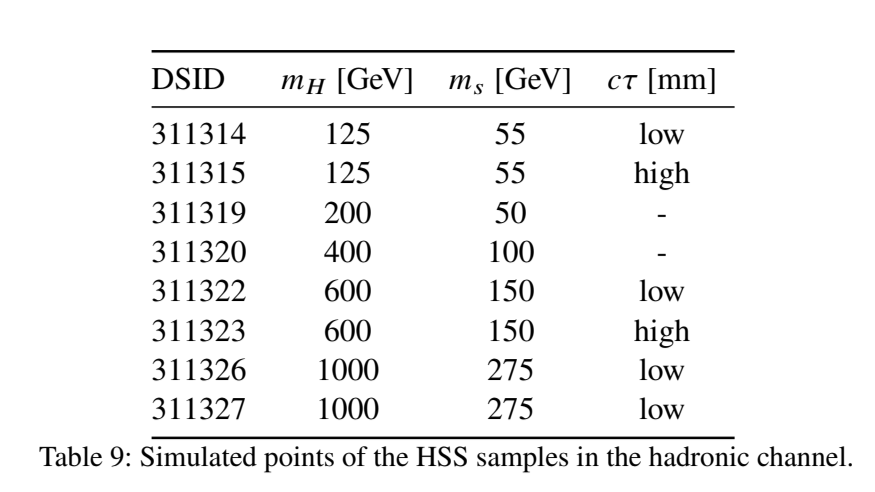 DSID m_H [GeV] m_s [GeV] cτ [mm]
311314 125 55 low
311315 125 55 high
311319 200 50 -
311320 400 100 -
311322 600 150 low
311323 600 150 high
311326 1000 275 low
311327 1000 275 low
Table 9: Simulated points of the HSS samples in the hadronic channel.